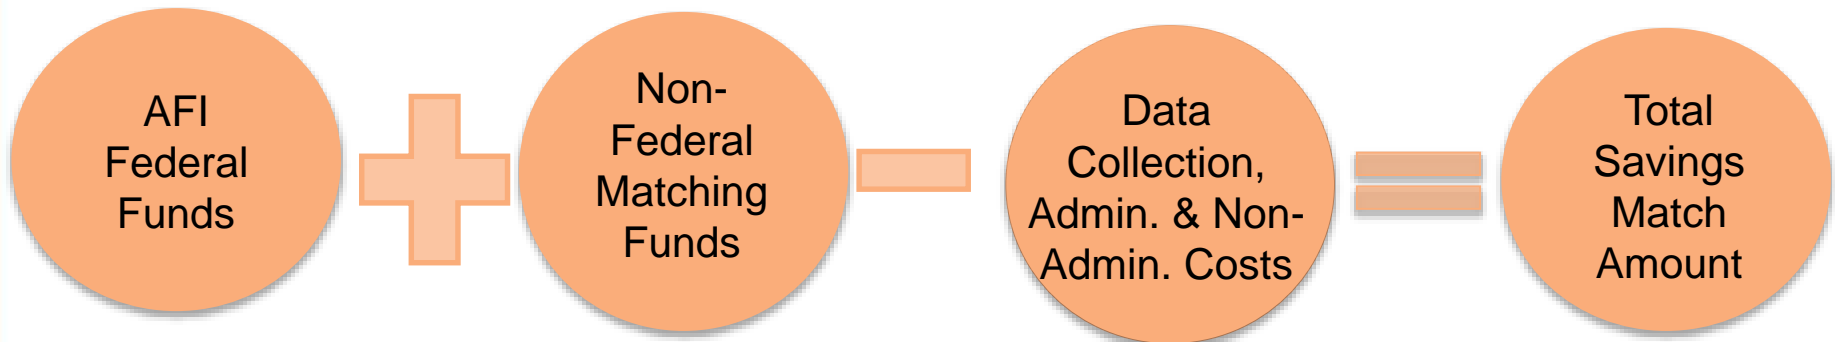 AFI
Federal
Funds
Non-
Federal
Matching
Funds
Data
Collection,
Admin. & Non-
Admin. Costs
Total
Savings
Match
Amount